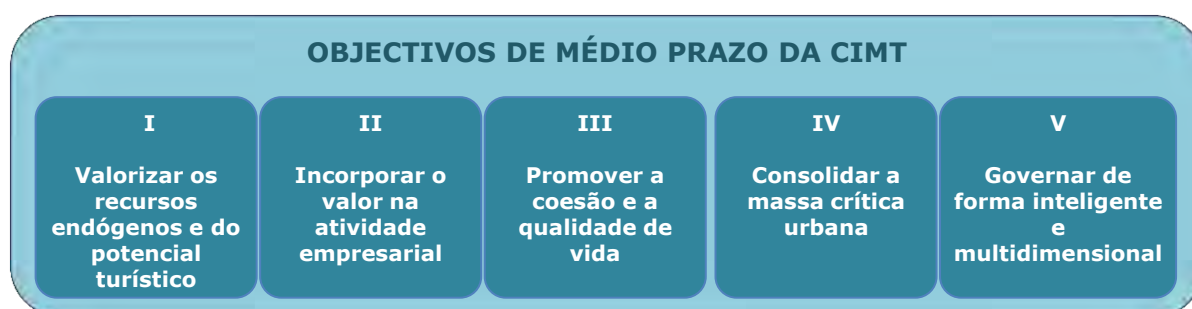 OBJECTIVOS DE MÉDIO PRAZO DA CIMT
I
Valorizar os
recursos
endógenos e do
potencial
turístico
II
Incorporar o
valor na
atividade
empresarial
III
Promover a
coesão e a
qualidade de
vida
IV
Consolidar a
massa crítica
urbana
V
Governar de
forma inteligente
e
multidimensional